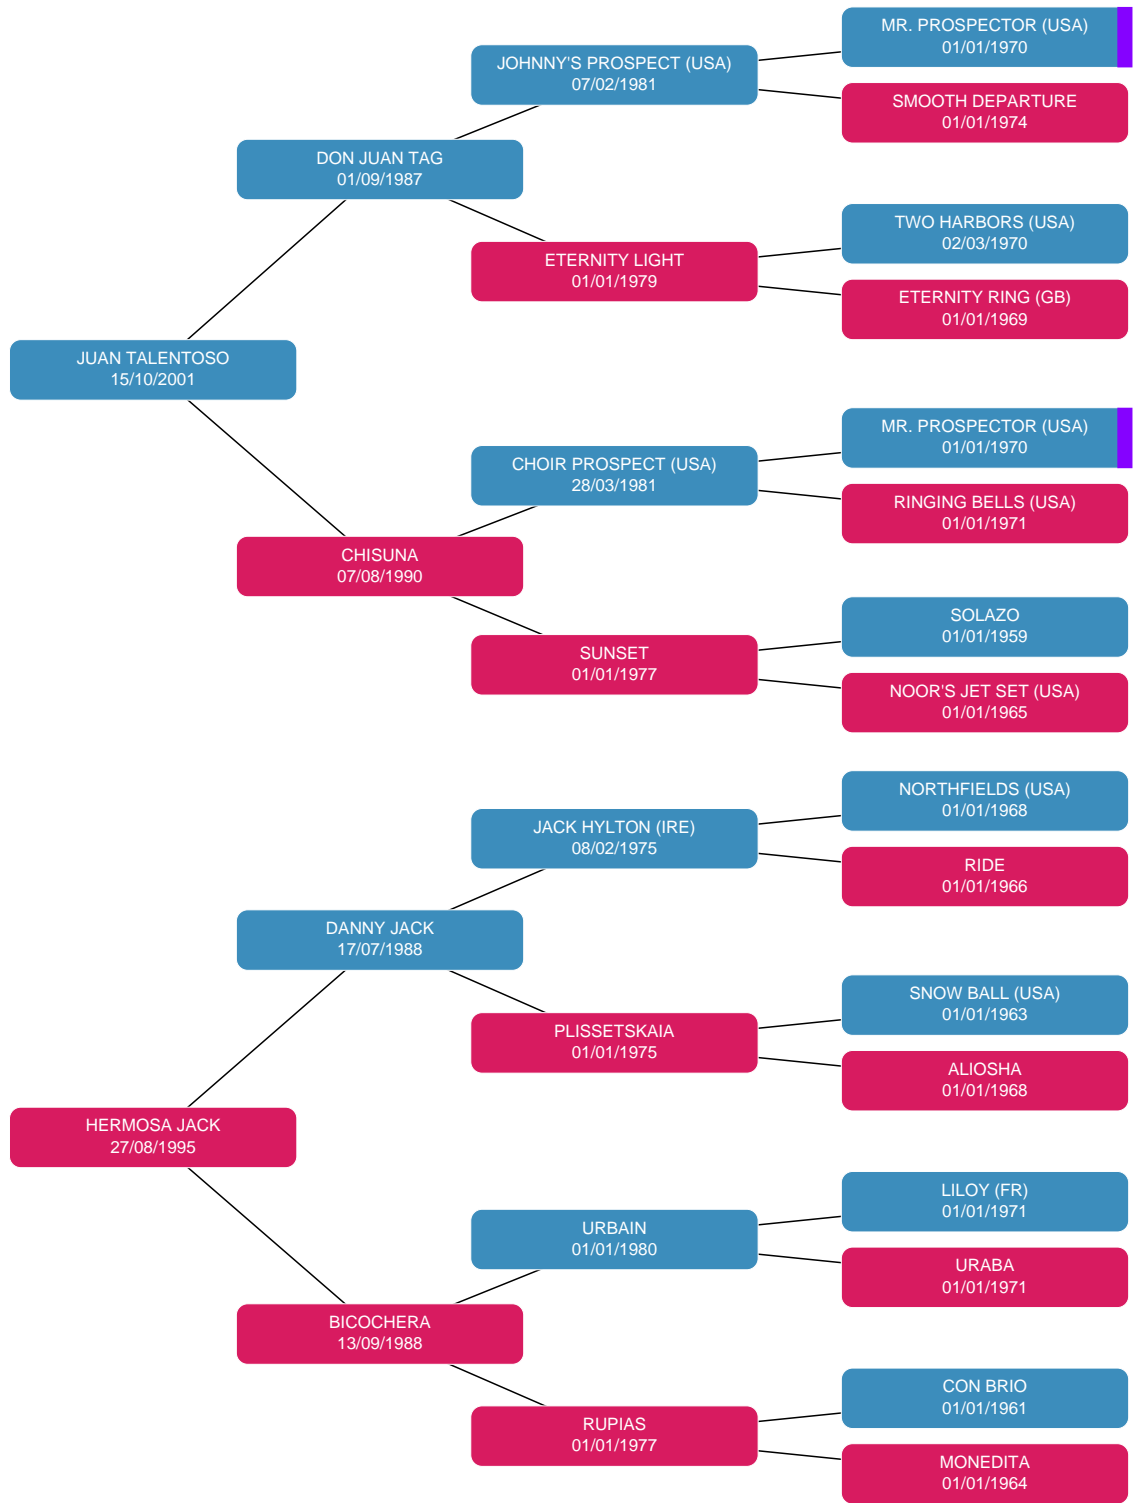 MR. PROSPECTOR (USA)
01/01/1970
JOHNNY'S PROSPECT (USA)
07/02/1981
SMOOTH DEPARTURE
01/01/1974
DON JUAN TAG
01/09/1987
TWO HARBORS (USA)
02/03/1970
ETERNITY LIGHT
01/01/1979
ETERNITY RING (GB)
01/01/1969
JUAN TALENTOSO
15/10/2001
MR. PROSPECTOR (USA)
01/01/1970
CHOIR PROSPECT (USA)
28/03/1981
RINGING BELLS (USA)
01/01/1971
CHISUNA
07/08/1990
SOLAZO
01/01/1959
SUNSET
01/01/1977
NOOR'S JET SET (USA)
01/01/1965
NORTHFIELDS (USA)
01/01/1968
JACK HYLTON (IRE)
08/02/1975
RIDE
01/01/1966
DANNY JACK
17/07/1988
SNOW BALL (USA)
01/01/1963
PLISSETSKAIA
01/01/1975
ALIOSHA
01/01/1968
HERMOSA JACK
27/08/1995
LILOY (FR)
01/01/1971
URBAIN
01/01/1980
URABA
01/01/1971
BICOCHERA
13/09/1988
CON BRIO
01/01/1961
RUPIAS
01/01/1977
MONEDITA
01/01/1964